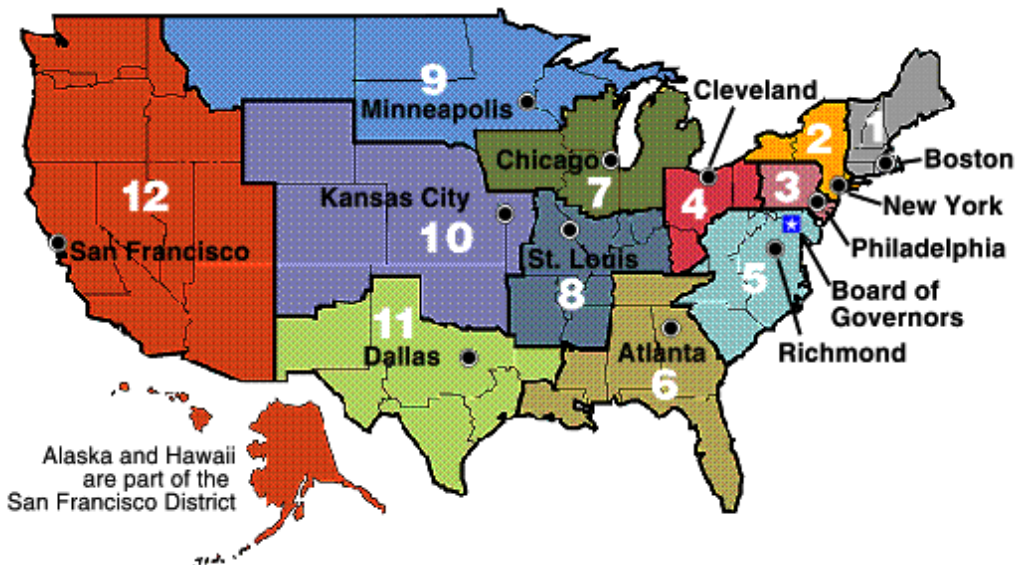 9
Minneapolis
Cleveland
2
1
Chicago
Boston
12
Kansas City
7
4
3
New York
10
San Francisco
St. Louis
Philadelphia
5
8
Board of
Governors
11
Dallas
Atlanta
Richmond
6
Alaska and Hawaii
are part of the
San Francisco District